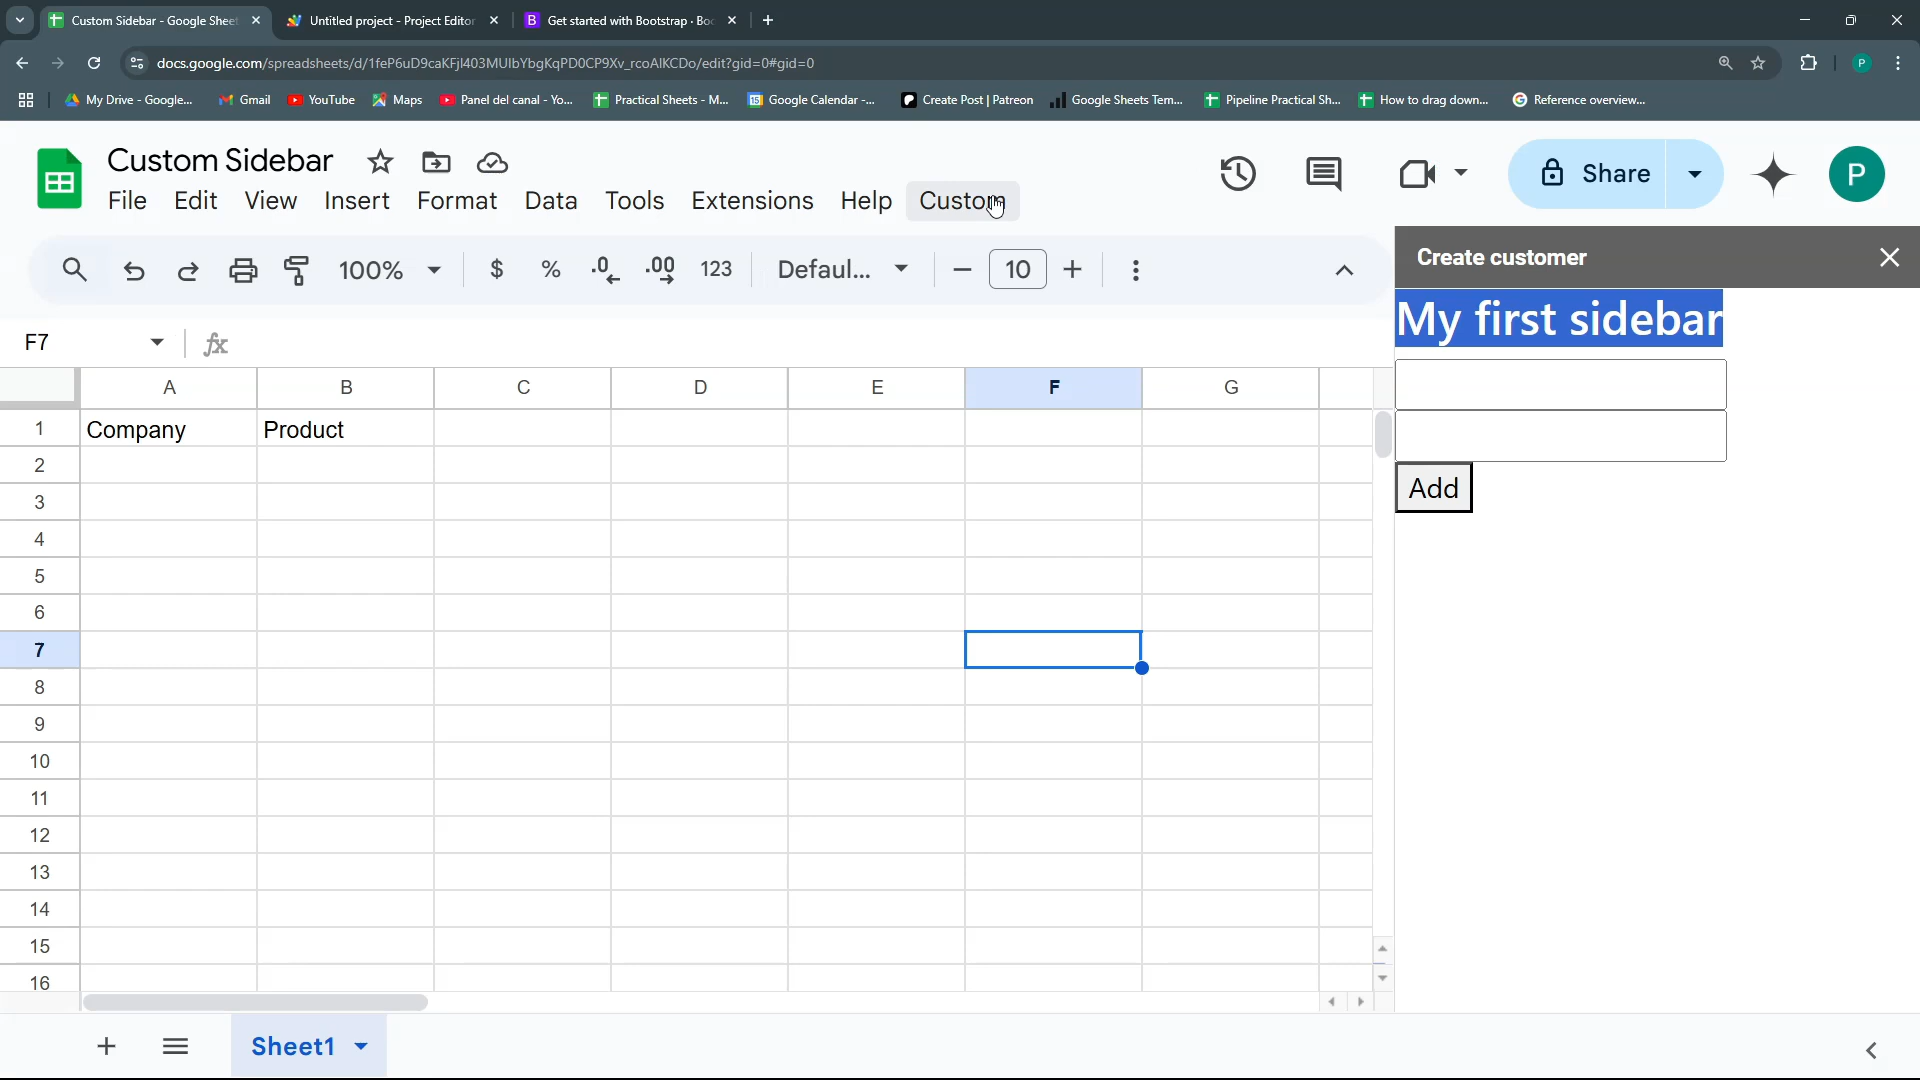 Custom Sidebar - Google Sheet
Untitled project - Project Editor
B Get started with Bootstrap · Bo
docs.google.com/spreadsheets/d/1feP6uD9caKFjI403MUIbYbgKqPD0CP9Xv_rcoAIKCDo/edit?gid=0#gid=0
P
My Drive - Google...
Gmail
YouTube
Maps
Panel del canal - Yo...
Practical Sheets - M...
Google Calendar -...
Create Post | Patreon
Google Sheets Tem...
Pipeline Practical Sh...
How to drag down...
Reference overview...
Custom Sidebar
Share
P
File Edit View Insert Format Data Tools Extensions Help Custom
100% $ % .0 .00 123 Defaul... 10
Create customer
My first sidebar
Add
F7 fx
A B C D E F G
1 Company Product
2
3
4
5
6
7
8
9
10
11
12
13
14
15
16
Sheet1